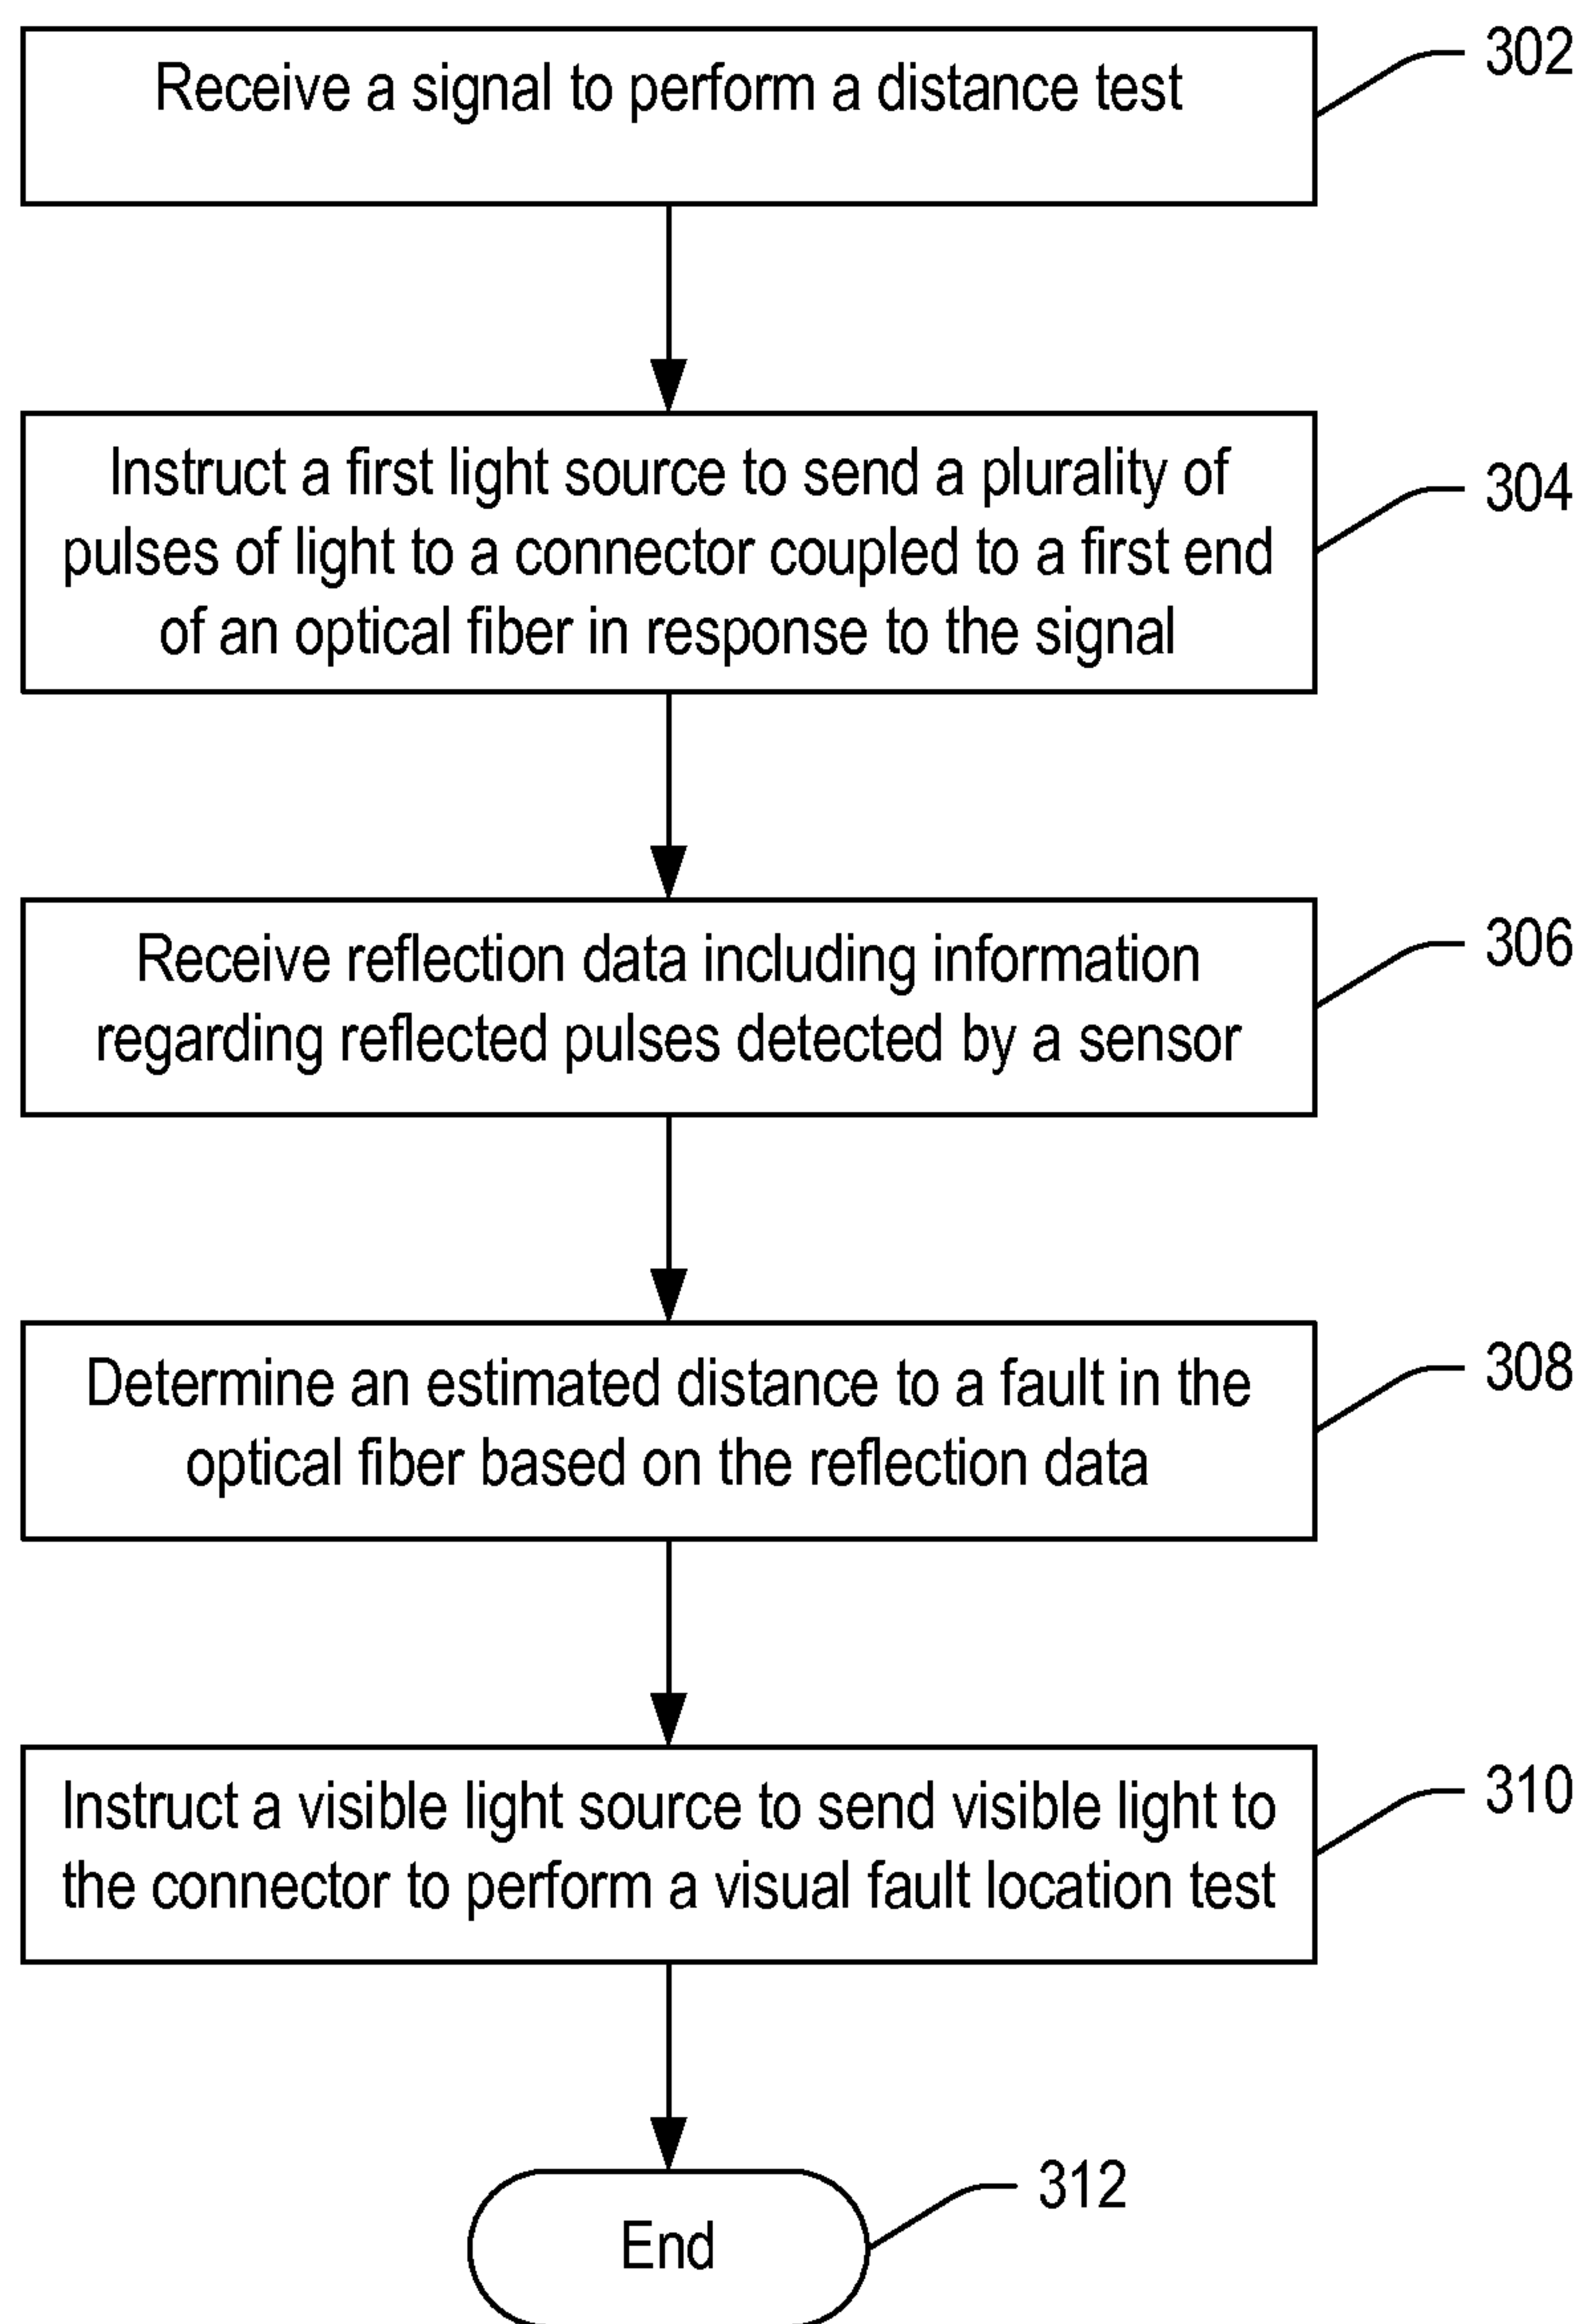 Receive a signal to perform a distance test
302
Instruct a first light source to send a plurality of
pulses of light to a connector coupled to a first end
of an optical fiber in response to the signal
304
Receive reflection data including information
regarding reflected pulses detected by a sensor
306
Determine an estimated distance to a fault in the
optical fiber based on the reflection data
308
Instruct a visible light source to send visible light to
the connector to perform a visual fault location test
310
End
312